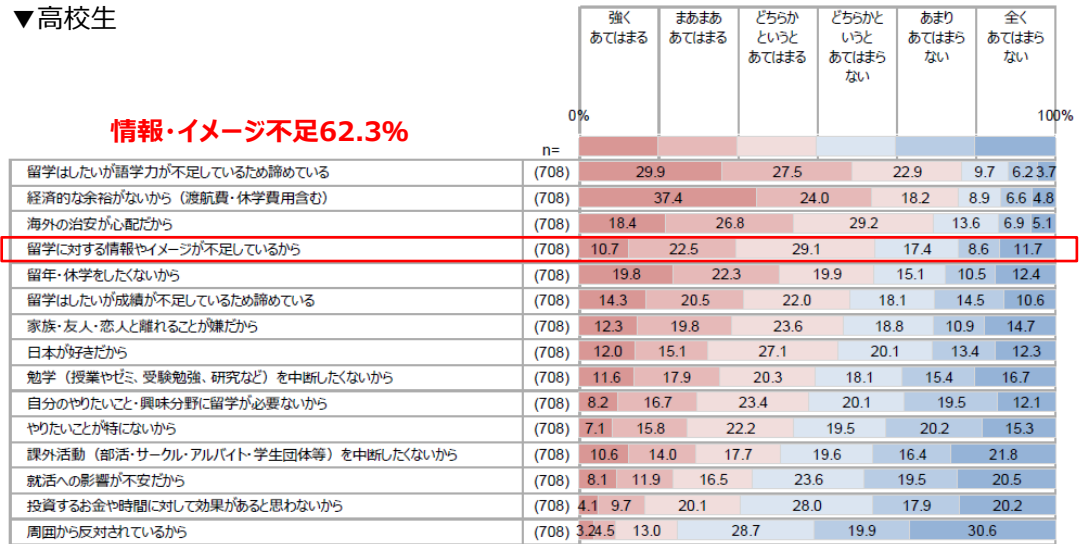 ▼高校生
強く
あてはまる
まあまあ
あてはまる
どちらか
というと
あてはまる
どちらかと
いうと
あてはまら
ない
あまり
あてはまら
ない
全く
あてはまら
ない
0% 100%
情報・イメージ不足62.3%
n=
留学はしたいが語学力が不足しているため諦めている (708) 29.9 27.5 22.9 9.7 6.2 3.7
経済的な余裕がないから（渡航費・休学費用含む） (708) 37.4 24.0 18.2 8.9 6.6 4.8
海外の治安が心配だから (708) 18.4 26.8 29.2 13.6 6.9 5.1
留学に対する情報やイメージが不足しているから (708) 10.7 22.5 29.1 17.4 8.6 11.7
留年・休学をしたくないから (708) 19.8 22.3 19.9 15.1 10.5 12.4
留学はしたいが成績が不足しているため諦めている (708) 14.3 20.5 22.0 18.1 14.5 10.6
家族・友人・恋人と離れることが嫌だから (708) 12.3 19.8 23.6 18.8 10.9 14.7
日本が好きだから (708) 12.0 15.1 27.1 20.1 13.4 12.3
勉学（授業やゼミ、受験勉強、研究など）を中断したくないから (708) 11.6 17.9 20.3 18.1 15.4 16.7
自分のやりたいこと・興味分野に留学が必要ないから (708) 8.2 16.7 23.4 20.1 19.5 12.1
やりたいことが特にないから (708) 7.1 15.8 22.2 19.5 20.2 15.3
課外活動（部活・サークル・アルバイト・学生団体等）を中断したくないから (708) 10.6 14.0 17.7 19.6 16.4 21.8
就活への影響が不安だから (708) 8.1 11.9 16.5 23.6 19.5 20.5
投資するお金や時間に対して効果があると思わないから (708) 4.1 9.7 20.1 28.0 17.9 20.2
周囲から反対されているから (708) 3.2 4.5 13.0 28.7 19.9 30.6